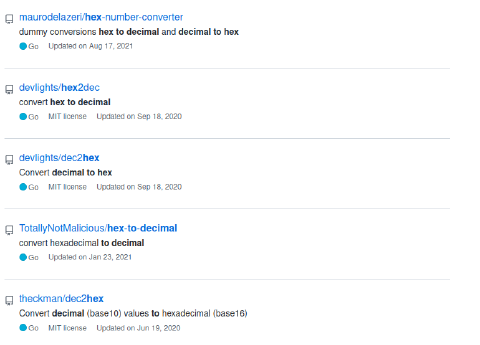 maurodelazeri/hex-number-converter
dummy conversions hex to decimal and decimal to hex
Go Updated on Aug 17, 2021
devlights/hex2dec
convert hex to decimal
Go MIT license Updated on Sep 18, 2020
devlights/dec2hex
Convert decimal to hex
Go MIT license Updated on Sep 18, 2020
TotallyNotMalicious/hex-to-decimal
convert hexadecimal to decimal
Go Updated on Jan 23, 2021
theckman/dec2hex
Convert decimal (base10) values to hexadecimal (base16)
Go MIT license Updated on Jun 19, 2020